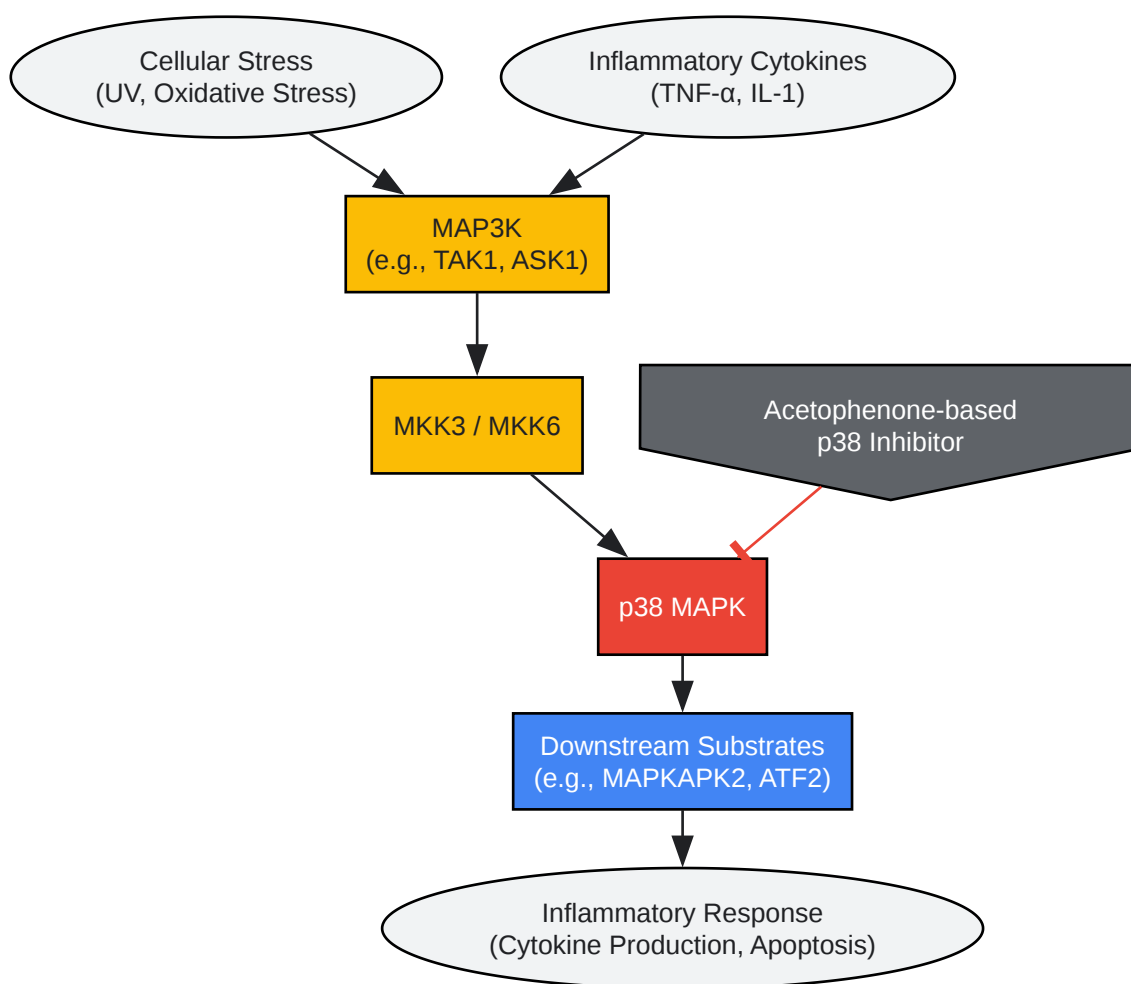 Cellular Stress
(UV, Oxidative Stress)
Inflammatory Cytokines
(TNF-α, IL-1)
MAP3K
(e.g., TAK1, ASK1)
MKK3 / MKK6
Acetophenone-based
p38 Inhibitor
p38 MAPK
Downstream Substrates
(e.g., MAPKAPK2, ATF2)
Inflammatory Response
(Cytokine Production, Apoptosis)